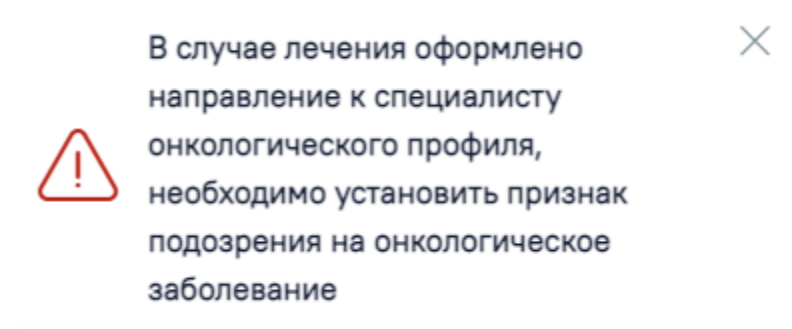 В случае лечения оформлено
направление к специалисту
онкологического профиля,
необходимо установить признак
подозрения на онкологическое
заболевание